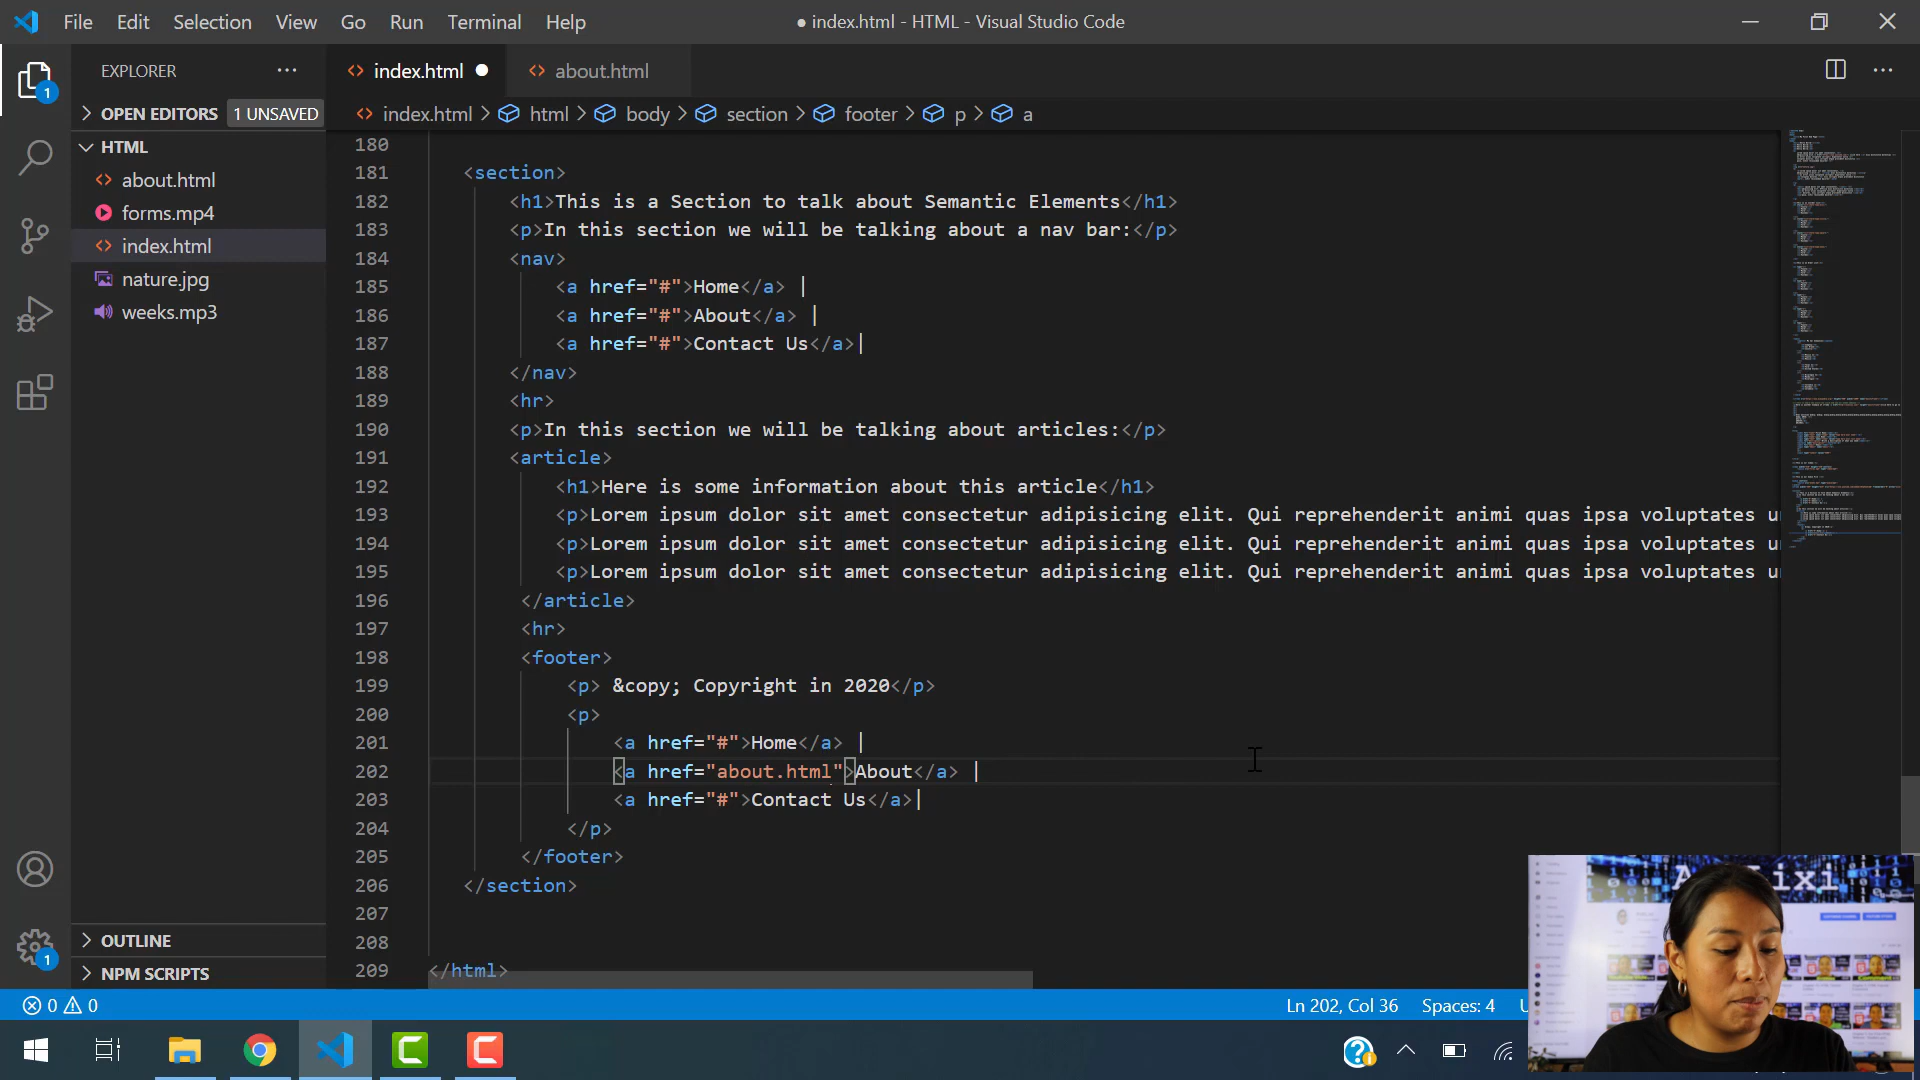 File Edit Selection View Go Run Terminal Help
● index.html - HTML - Visual Studio Code
EXPLORER
index.html
about.html
OPEN EDITORS 1 UNSAVED
index.html > html > body > section > footer > p > a
HTML
about.html
forms.mp4
index.html
nature.jpg
weeks.mp3
180
181 <section>
182 <h1>This is a Section to talk about Semantic Elements</h1>
183 <p>In this section we will be talking about a nav bar:</p>
184 <nav>
185 <a href="#">Home</a> |
186 <a href="#">About</a> |
187 <a href="#">Contact Us</a>|
188 </nav>
189 <hr>
190 <p>In this section we will be talking about articles:</p>
191 <article>
192 <h1>Here is some information about this article</h1>
193 <p>Lorem ipsum dolor sit amet consectetur adipisicing elit. Qui reprehenderit animi quas ipsa voluptates
194 <p>Lorem ipsum dolor sit amet consectetur adipisicing elit. Qui reprehenderit animi quas ipsa voluptates
195 <p>Lorem ipsum dolor sit amet consectetur adipisicing elit. Qui reprehenderit animi quas ipsa voluptates
196 </article>
197 <hr>
198 <footer>
199 <p> &copy; Copyright in 2020</p>
200 <p>
201 <a href="#">Home</a> |
202 <a href="about.html">About</a> |
203 <a href="#">Contact Us</a>|
204 </p>
205 </footer>
206 </section>
207
208
209 </html>
OUTLINE
NPM SCRIPTS
1
1
0 0
Ln 202, Col 36 Spaces: 4